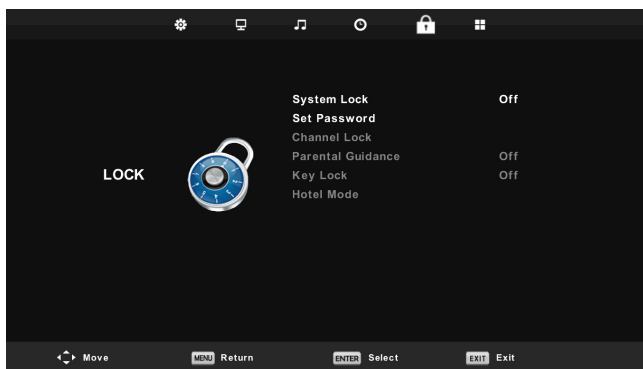 System Lock Off
Set Password
Channel Lock
Parental Guidance Off
Key Lock Off
Hotel Mode
LOCK
Move MENU Return ENTER Select EXIT Exit